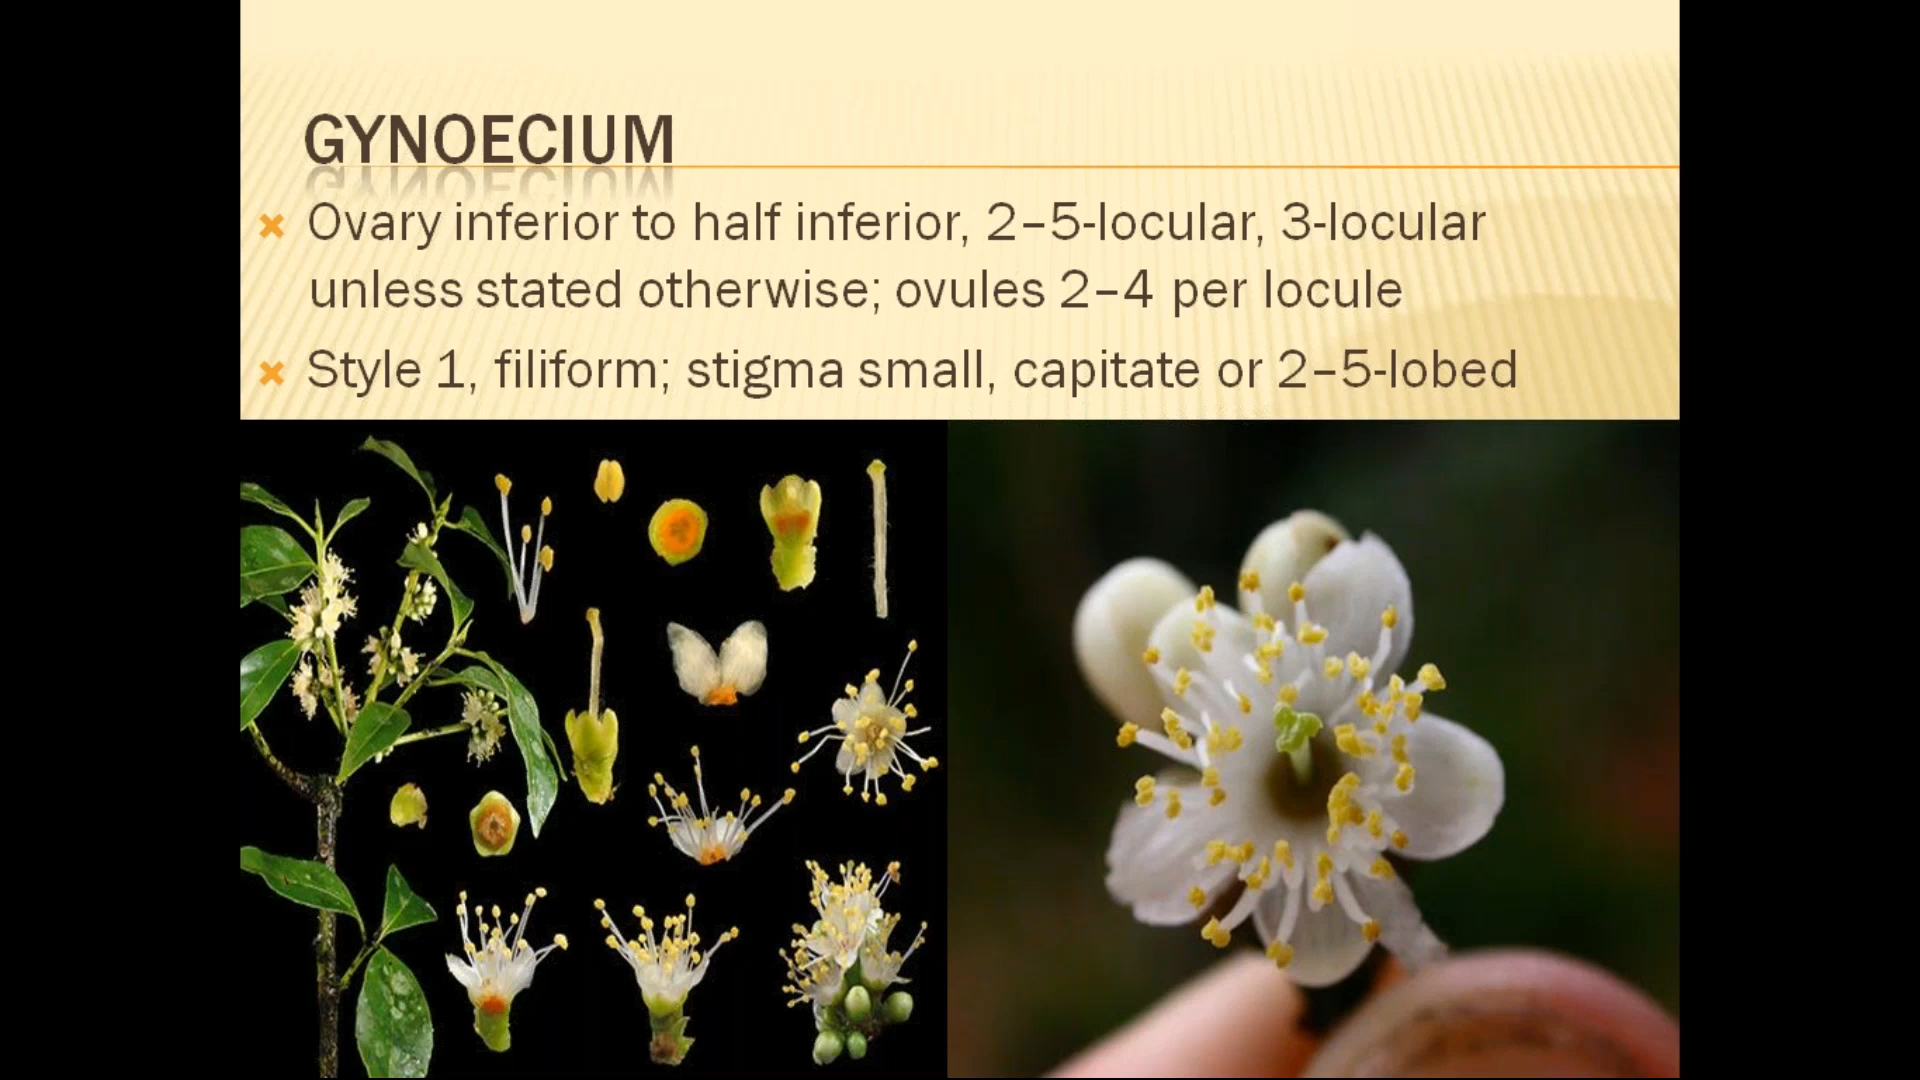 GYNOECIUM
Ovary inferior to half inferior, 2–5-locular, 3-locular
unless stated otherwise; ovules 2–4 per locule
Style 1, filiform; stigma small, capitate or 2–5-lobed